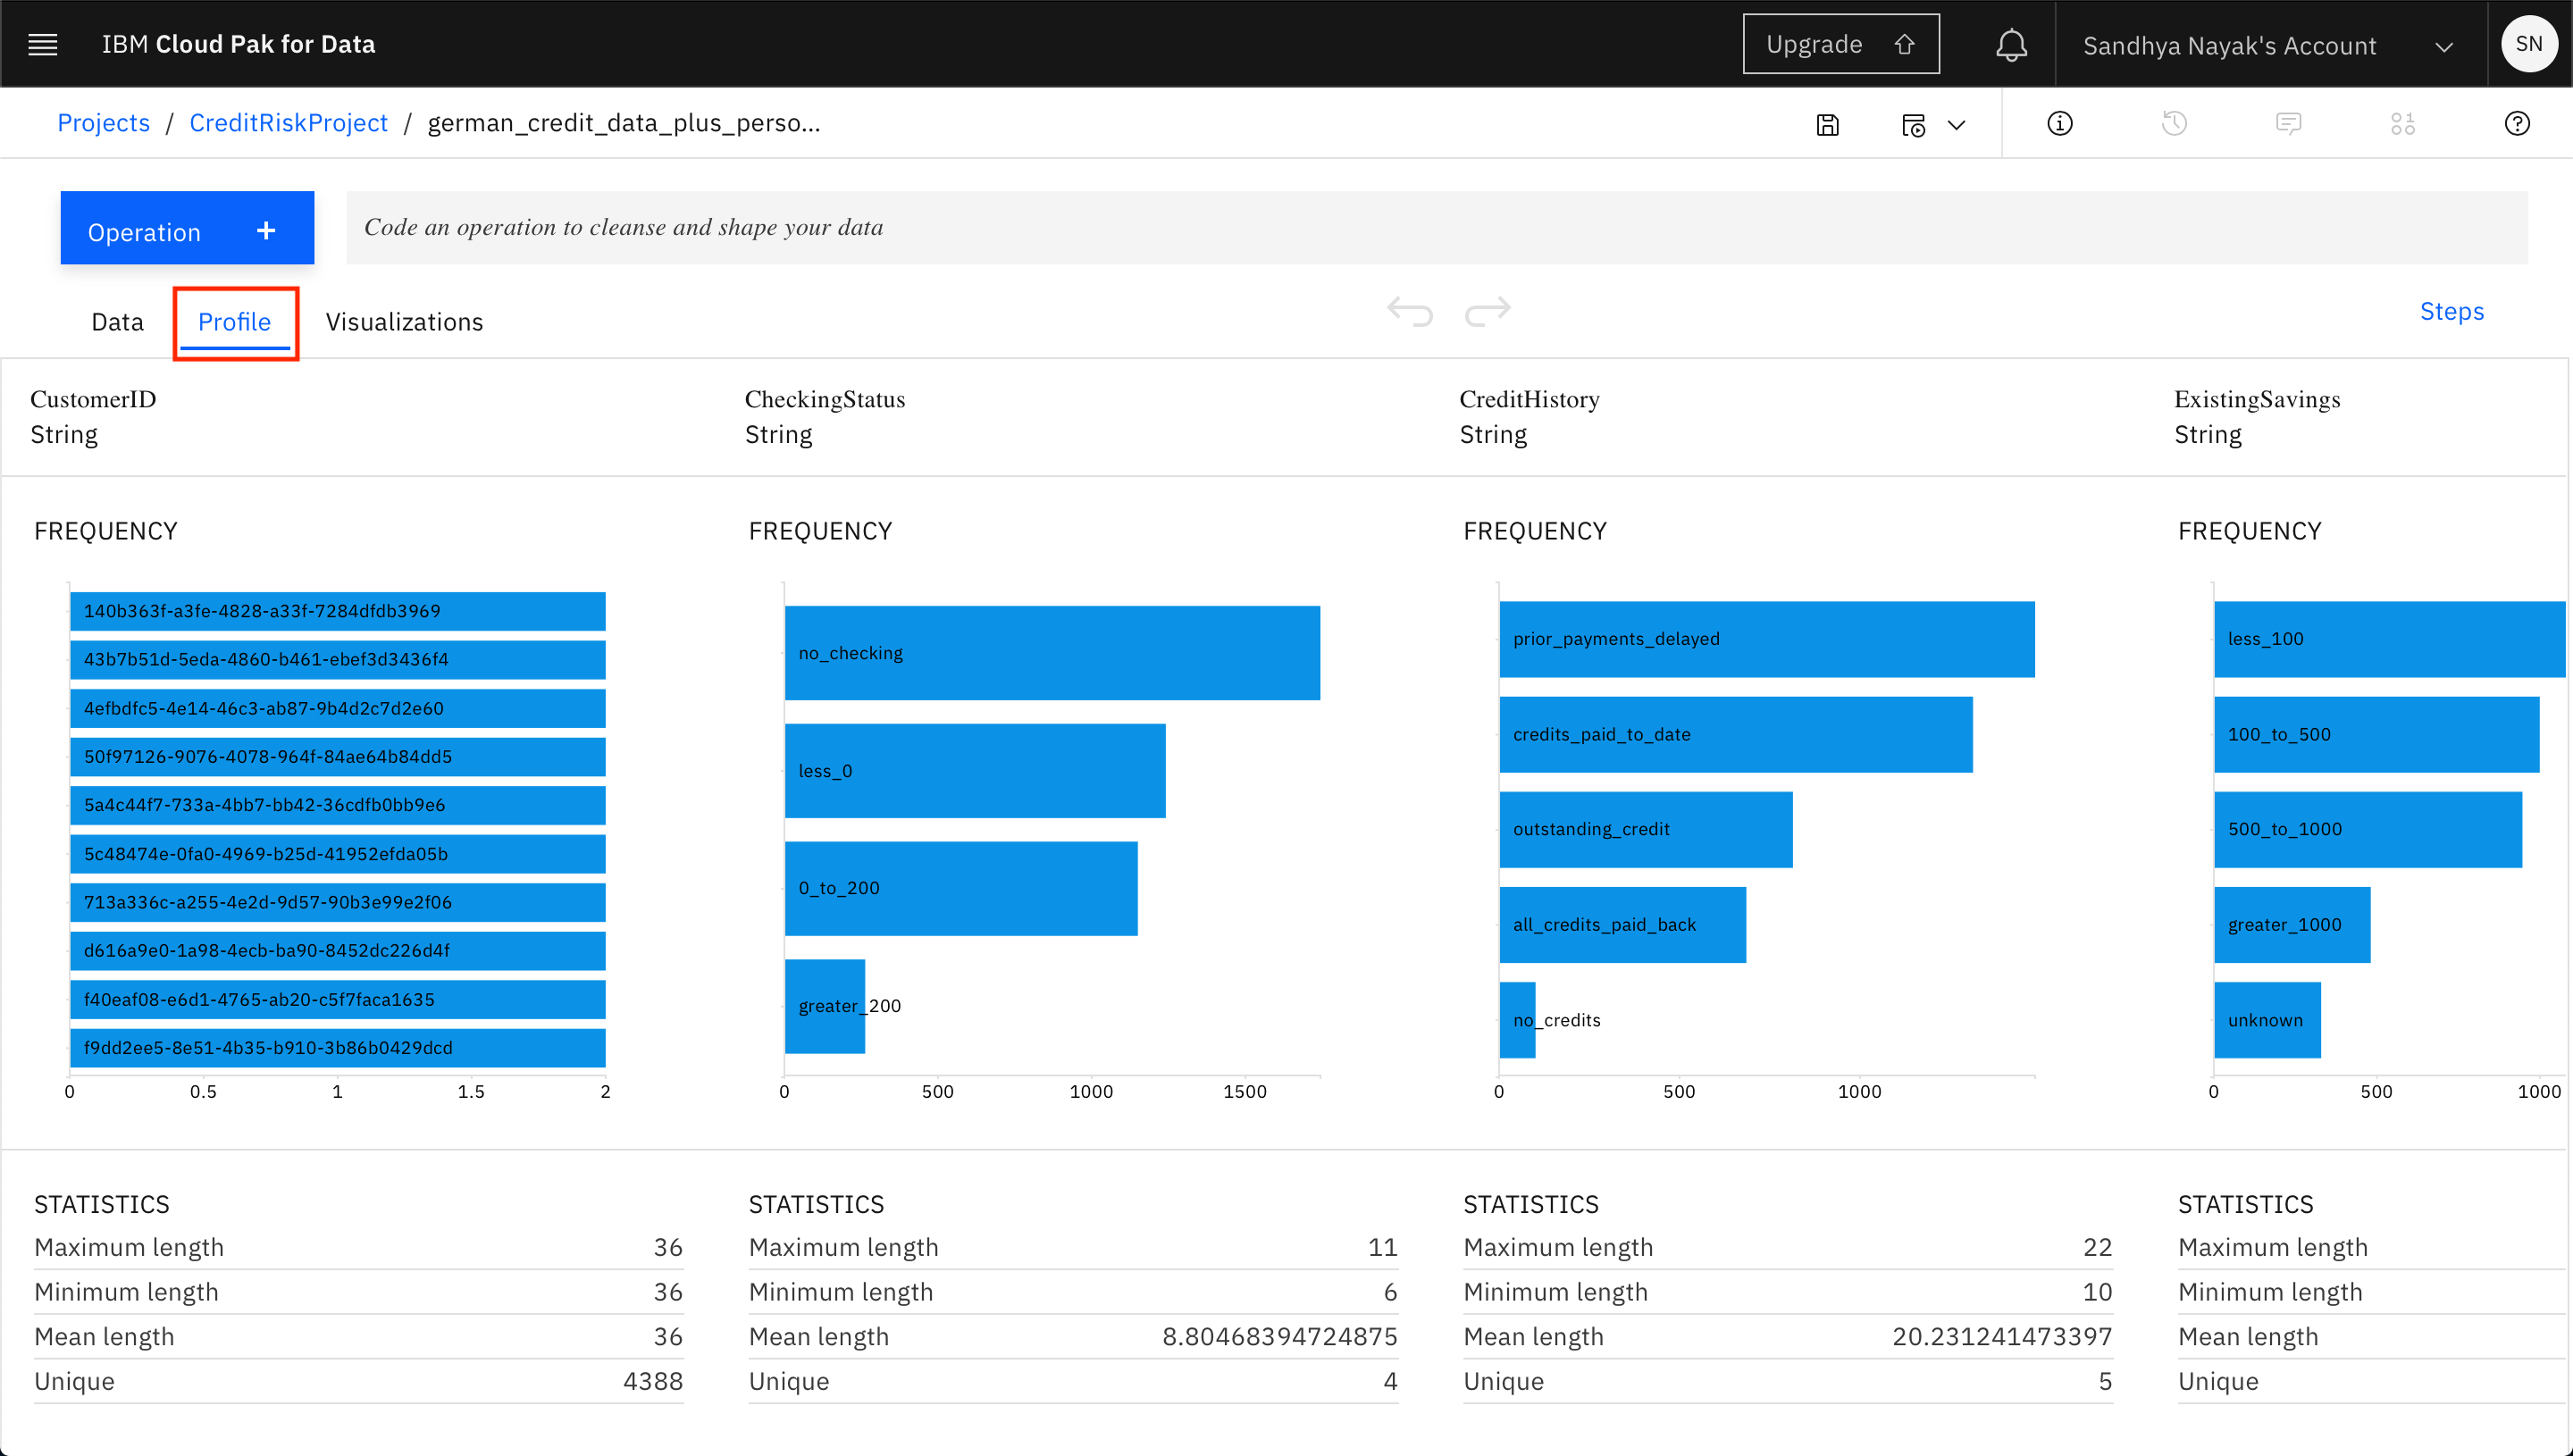 IBM Cloud Pak for Data
Upgrade
Sandhya Nayak's Account
SN
Projects / CreditRiskProject / german_credit_data_plus_perso...
Operation +
Code an operation to cleanse and shape your data
Data
Profile
Visualizations
Steps
CustomerID
String
FREQUENCY
140b363f-a3fe-4828-a33f-7284dfdb3969
43b7b51d-5eda-4860-b461-ebef3d3436f4
4efbdfc5-4e14-46c3-ab87-9b4d2c7d2e60
50f97126-9076-4078-964f-84ae64b84dd5
5a4c44f7-733a-4bb7-bb42-36cdfb0bb9e6
5c48474e-0fa0-4969-b25d-41952efda05b
713a336c-a255-4e2d-9d57-90b3e99e2f06
d616a9e0-1a98-4ecb-ba90-8452dc226d4f
f40eaf08-e6d1-4765-ab20-c5f7faca1635
f9dd2ee5-8e51-4b35-b910-3b86b0429dcd
0 0.5 1 1.5 2
STATISTICS
Maximum length 36
Minimum length 36
Mean length 36
Unique 4388
CheckingStatus
String
FREQUENCY
no_checking
less_0
0_to_200
greater_200
0 500 1000 1500
STATISTICS
Maximum length 11
Minimum length 6
Mean length 8.80468394724875
Unique 4
CreditHistory
String
FREQUENCY
prior_payments_delayed
credits_paid_to_date
outstanding_credit
all_credits_paid_back
no_credits
0 500 1000
STATISTICS
Maximum length 22
Minimum length 10
Mean length 20.231241473397
Unique 5
ExistingSavings
String
FREQUENCY
less_100
100_to_500
500_to_1000
greater_1000
unknown
0 500 1000
STATISTICS
Maximum length
Minimum length
Mean length
Unique